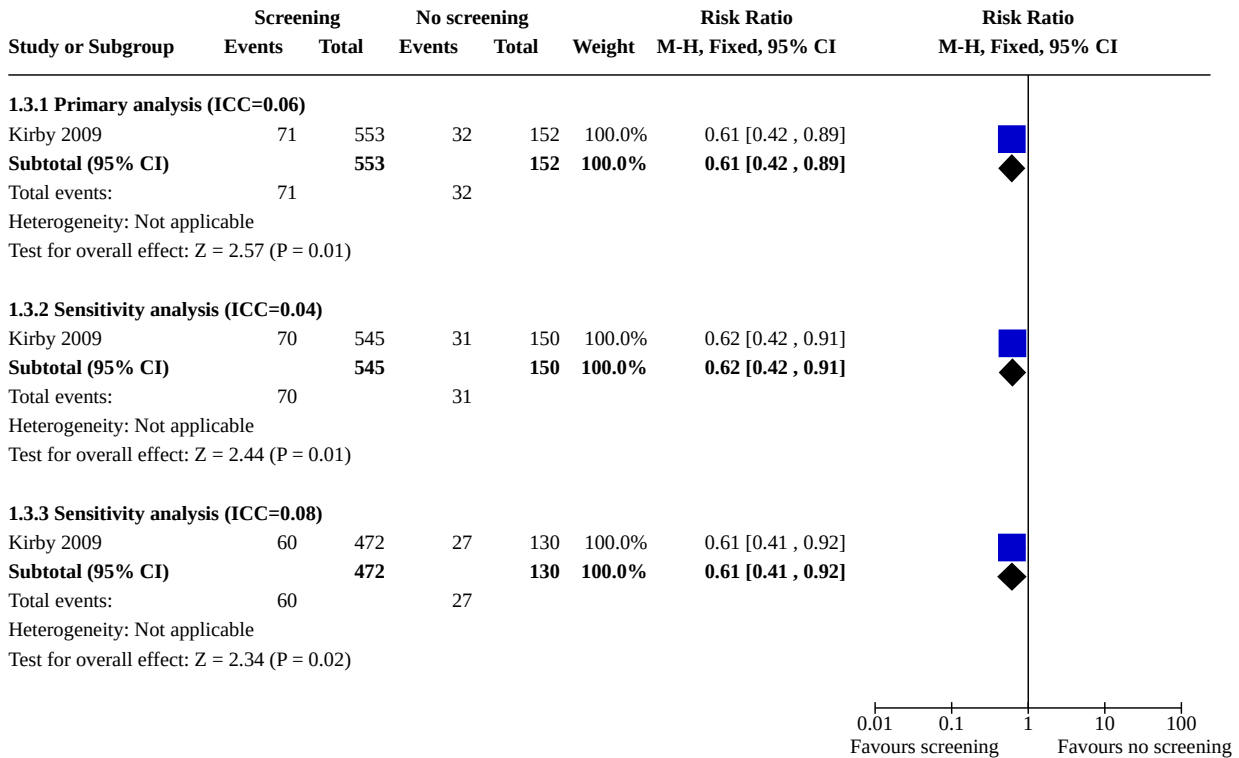 Screening No screening Risk Ratio Risk Ratio
Study or Subgroup Events Total Events Total Weight M-H, Fixed, 95% CI M-H, Fixed, 95% CI
1.3.1 Primary analysis (ICC=0.06)
Kirby 2009 71 553 32 152 100.0% 0.61 [0.42 , 0.89]
Subtotal (95% CI) 553 152 100.0% 0.61 [0.42 , 0.89]
Total events: 71 32
Heterogeneity: Not applicable
Test for overall effect: Z = 2.57 (P = 0.01)
1.3.2 Sensitivity analysis (ICC=0.04)
Kirby 2009 70 545 31 150 100.0% 0.62 [0.42 , 0.91]
Subtotal (95% CI) 545 150 100.0% 0.62 [0.42 , 0.91]
Total events: 70 31
Heterogeneity: Not applicable
Test for overall effect: Z = 2.44 (P = 0.01)
1.3.3 Sensitivity analysis (ICC=0.08)
Kirby 2009 60 472 27 130 100.0% 0.61 [0.41 , 0.92]
Subtotal (95% CI) 472 130 100.0% 0.61 [0.41 , 0.92]
Total events: 60 27
Heterogeneity: Not applicable
Test for overall effect: Z = 2.34 (P = 0.02)
0.01 0.1 1 10 100
Favours screening Favours no screening